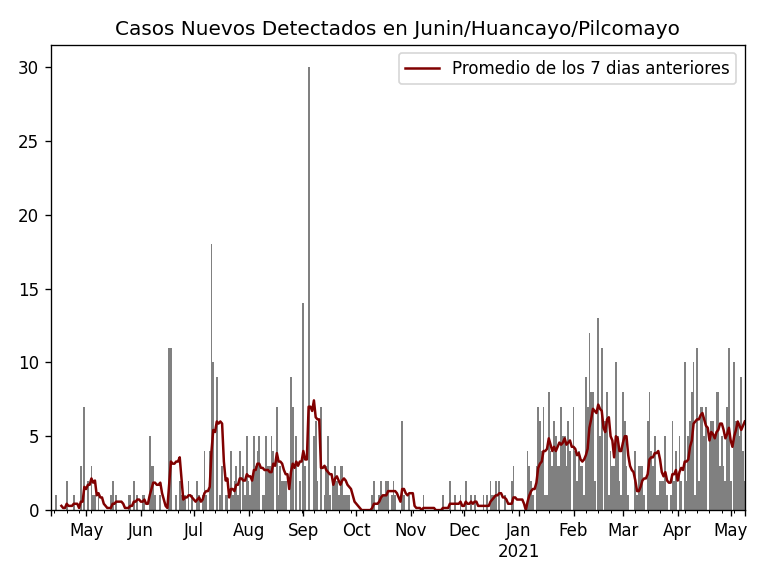 Casos Nuevos Detectados en Junin/Huancayo/Pilcomayo
Promedio de los 7 dias anteriores
30
25
20
15
10
5
0
May Jun Jul Aug Sep Oct Nov Dec Jan Feb Mar Apr May
2021